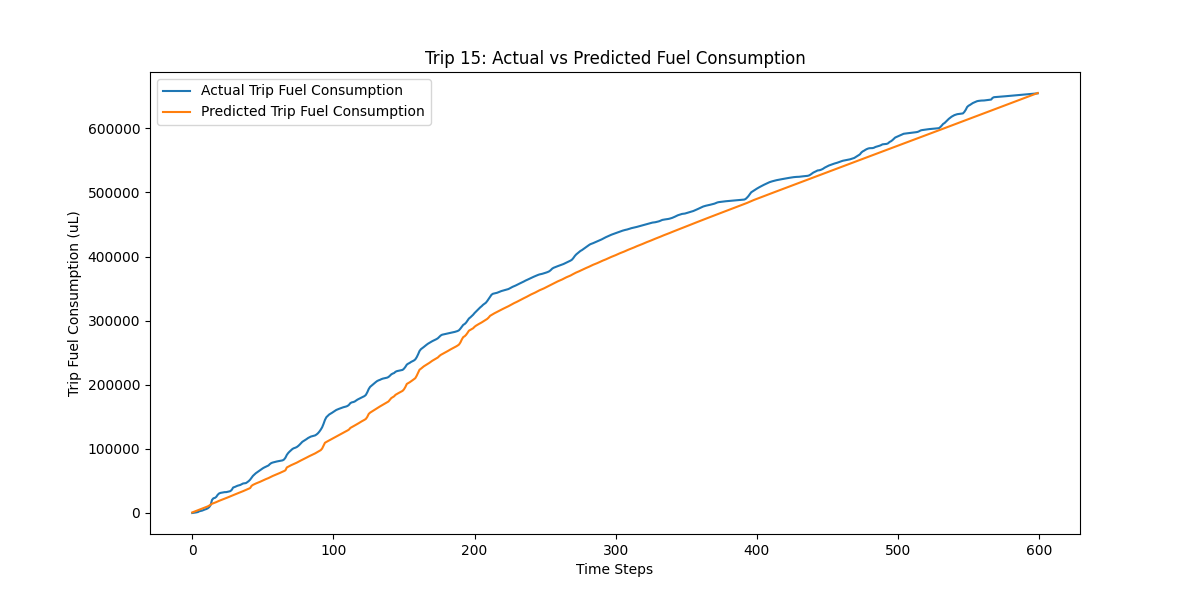 Trip 15: Actual vs Predicted Fuel Consumption
Actual Trip Fuel Consumption
Predicted Trip Fuel Consumption
Trip Fuel Consumption (uL)
600000
500000
400000
300000
200000
100000
0
0 100 200 300 400 500 600
Time Steps